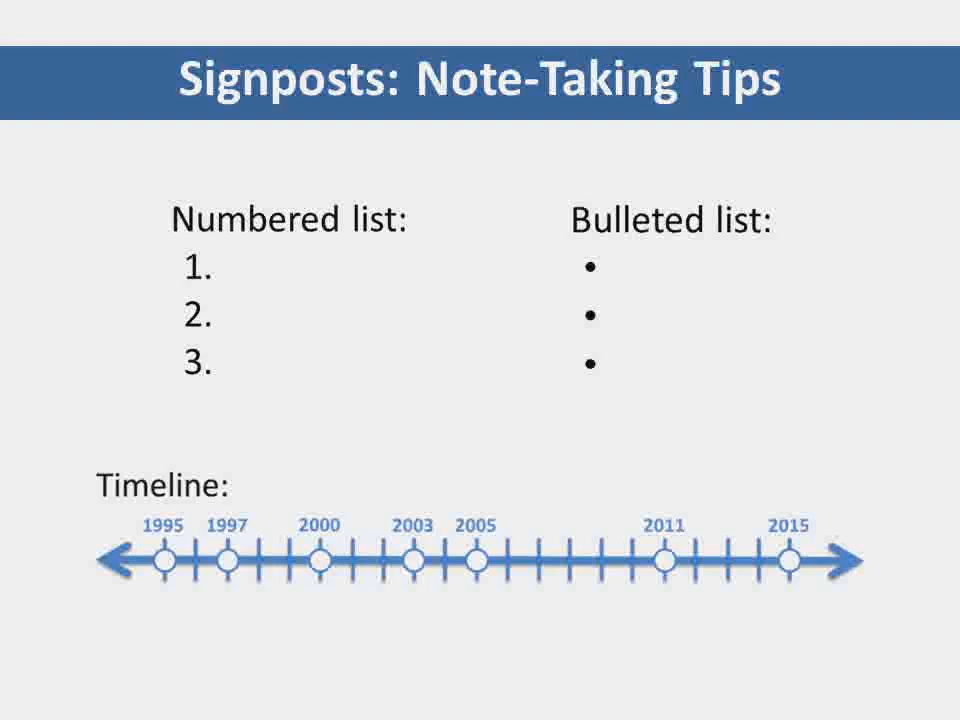 Signposts: Note-Taking Tips
Numbered list:
1.
2.
3.
Bulleted list:
•
•
•
Timeline:
1995 1997 2000 2003 2005 2011 2015